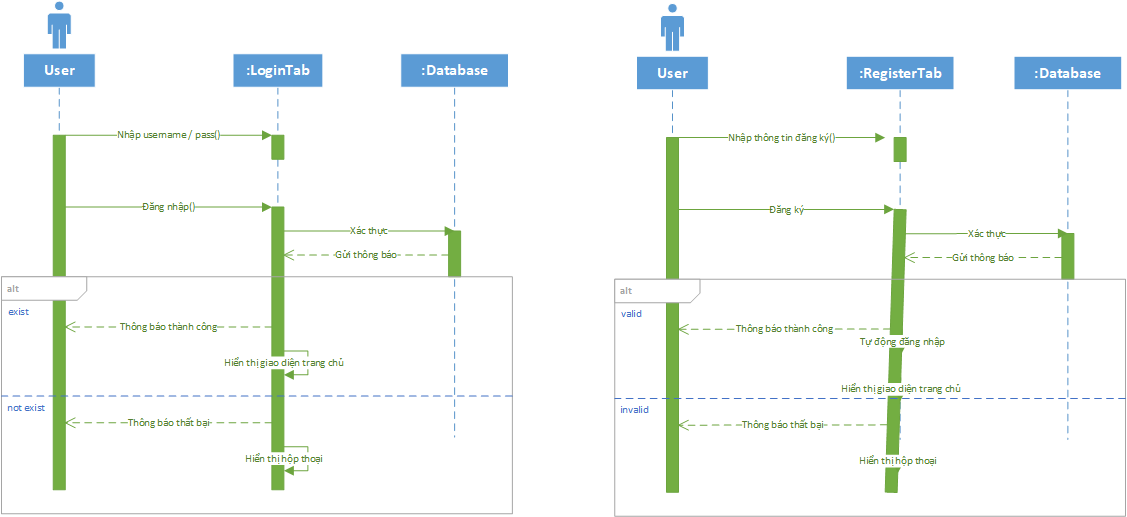 User
:LoginTab
:Database
Nhập username / pass()
Đăng nhập()
Xác thực
Gửi thông báo
alt
exist
Thông báo thành công
Hiển thị giao diện trang chủ
not exist
Thông báo thất bại
Hiển thị hộp thoại
User
:RegisterTab
:Database
Nhập thông tin đăng ký()
Đăng ký
Xác thực
Gửi thông báo
alt
valid
Thông báo thành công
Tự động đăng nhập
Hiển thị giao diện trang chủ
invalid
Thông báo thất bại
Hiển thị hộp thoại